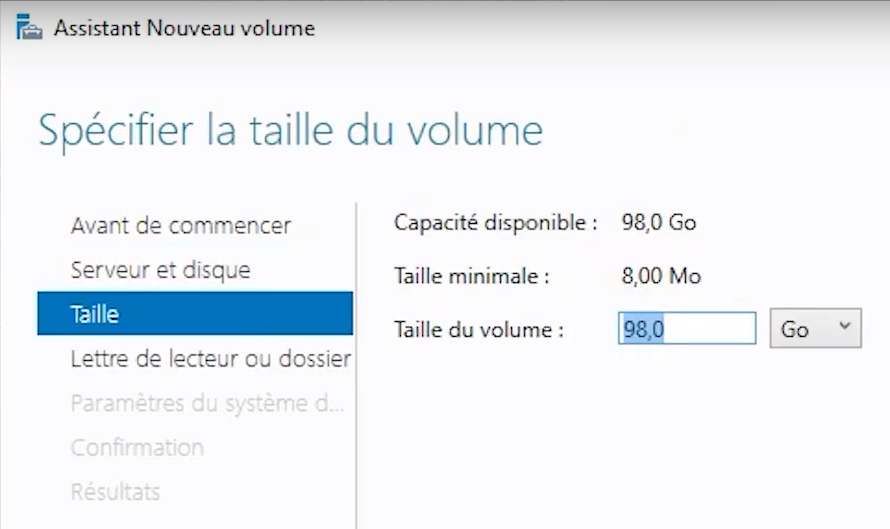 Assistant Nouveau volume
Spécifier la taille du volume
Avant de commencer
Serveur et disque
Taille
Lettre de lecteur ou dossier
Paramètres du système d...
Confirmation
Résultats
Capacité disponible : 98,0 Go
Taille minimale : 8,00 Mo
Taille du volume : 98,0 Go